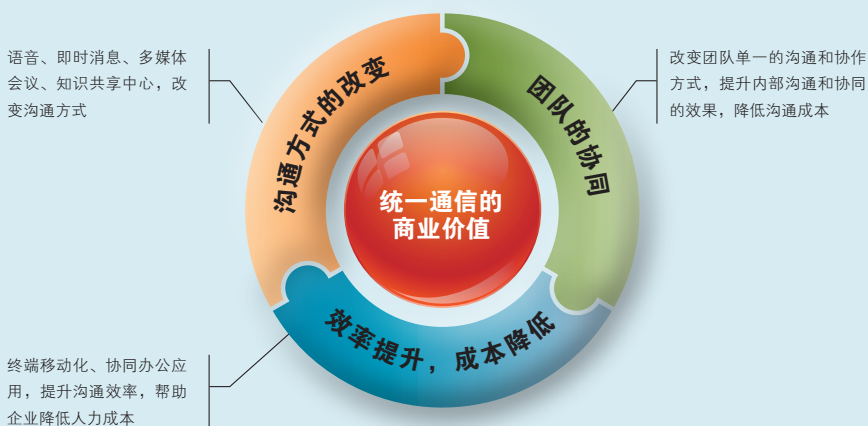 语音、即时消息、多媒体
会议、知识共享中心，改
变沟通方式
沟通方式的改变
团队的协同
改变团队单一的沟通和协作
方式，提升内部沟通和协同
的效果，降低沟通成本
统一通信的
商业价值
效率提升，成本降低
终端移动化、协同办公应
用，提升沟通效率，帮助
企业降低人力成本